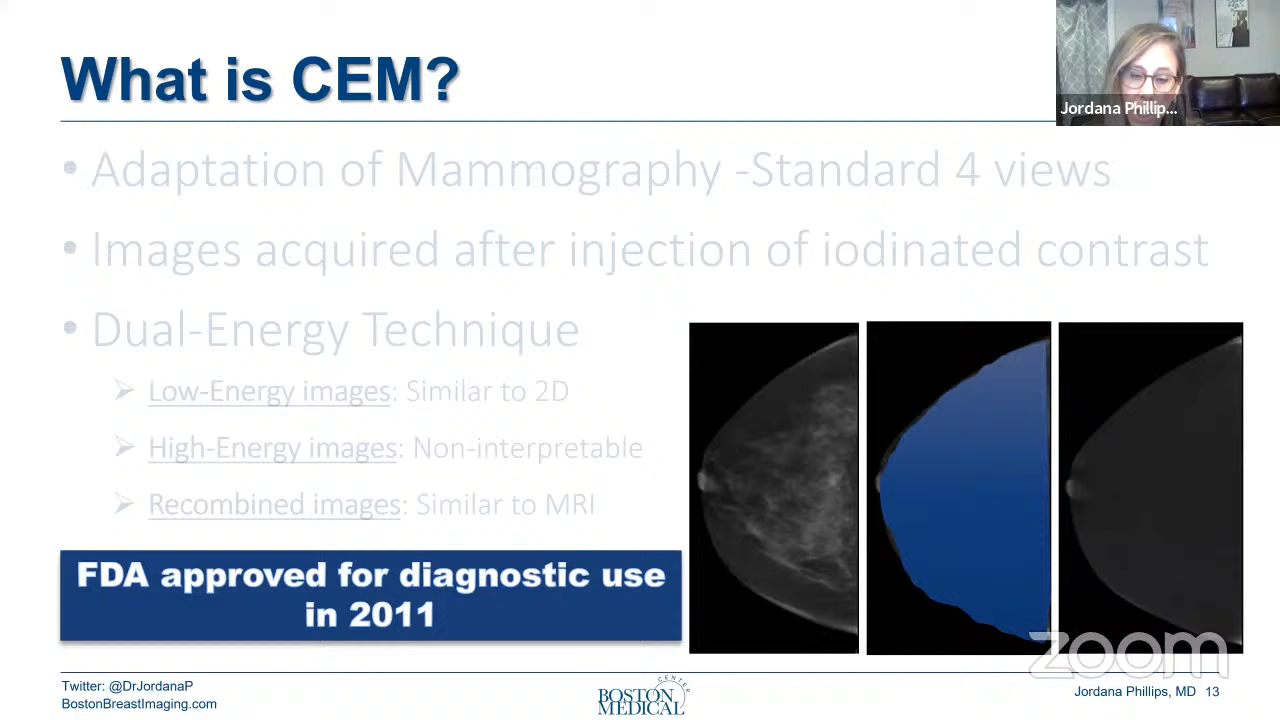 What is CEM?
Jordana Phillip...
• Adaptation of Mammography -Standard 4 views
• Images acquired after injection of iodinated contrast
• Dual-Energy Technique
➢ Low-Energy images: Similar to 2D
➢ High-Energy images: Non-interpretable
➢ Recombined images: Similar to MRI
FDA approved for diagnostic use
in 2011
zoom
Twitter: @DrJordanaP
BostonBreastImaging.com
CENTER
BOSTON
MEDICAL
Jordana Phillips, MD 13